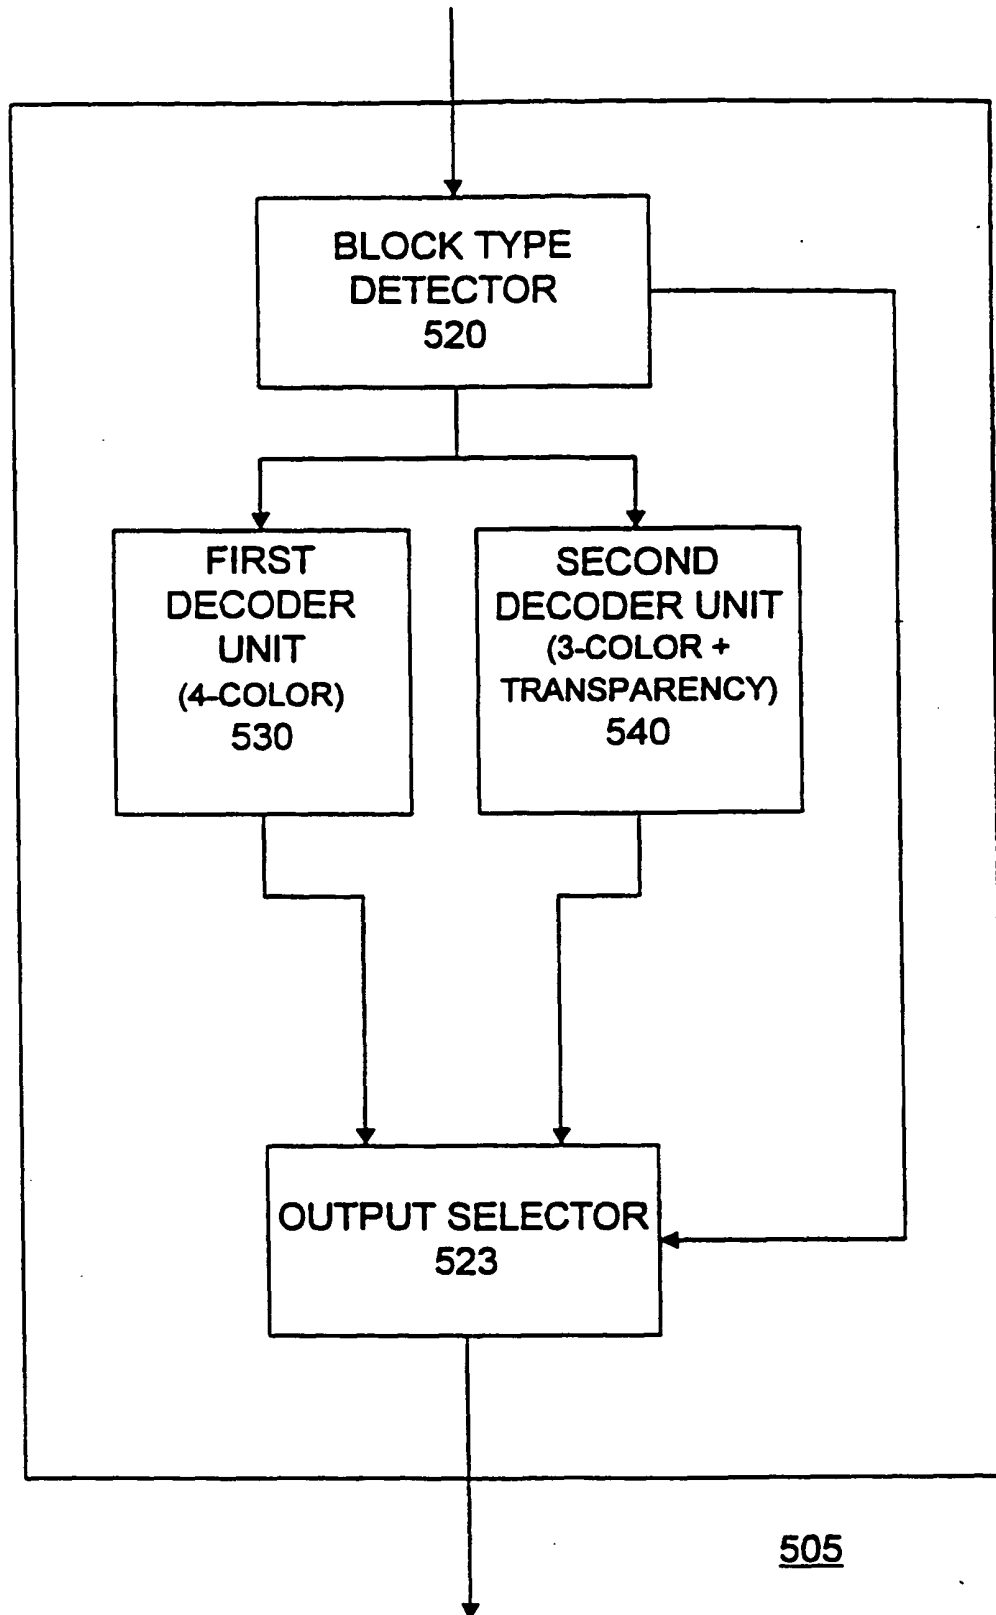 BLOCK TYPE
DETECTOR
520
FIRST
DECODER
UNIT
(4-COLOR)
530
SECOND
DECODER UNIT
(3-COLOR +
TRANSPARENCY)
540
OUTPUT SELECTOR
523
505